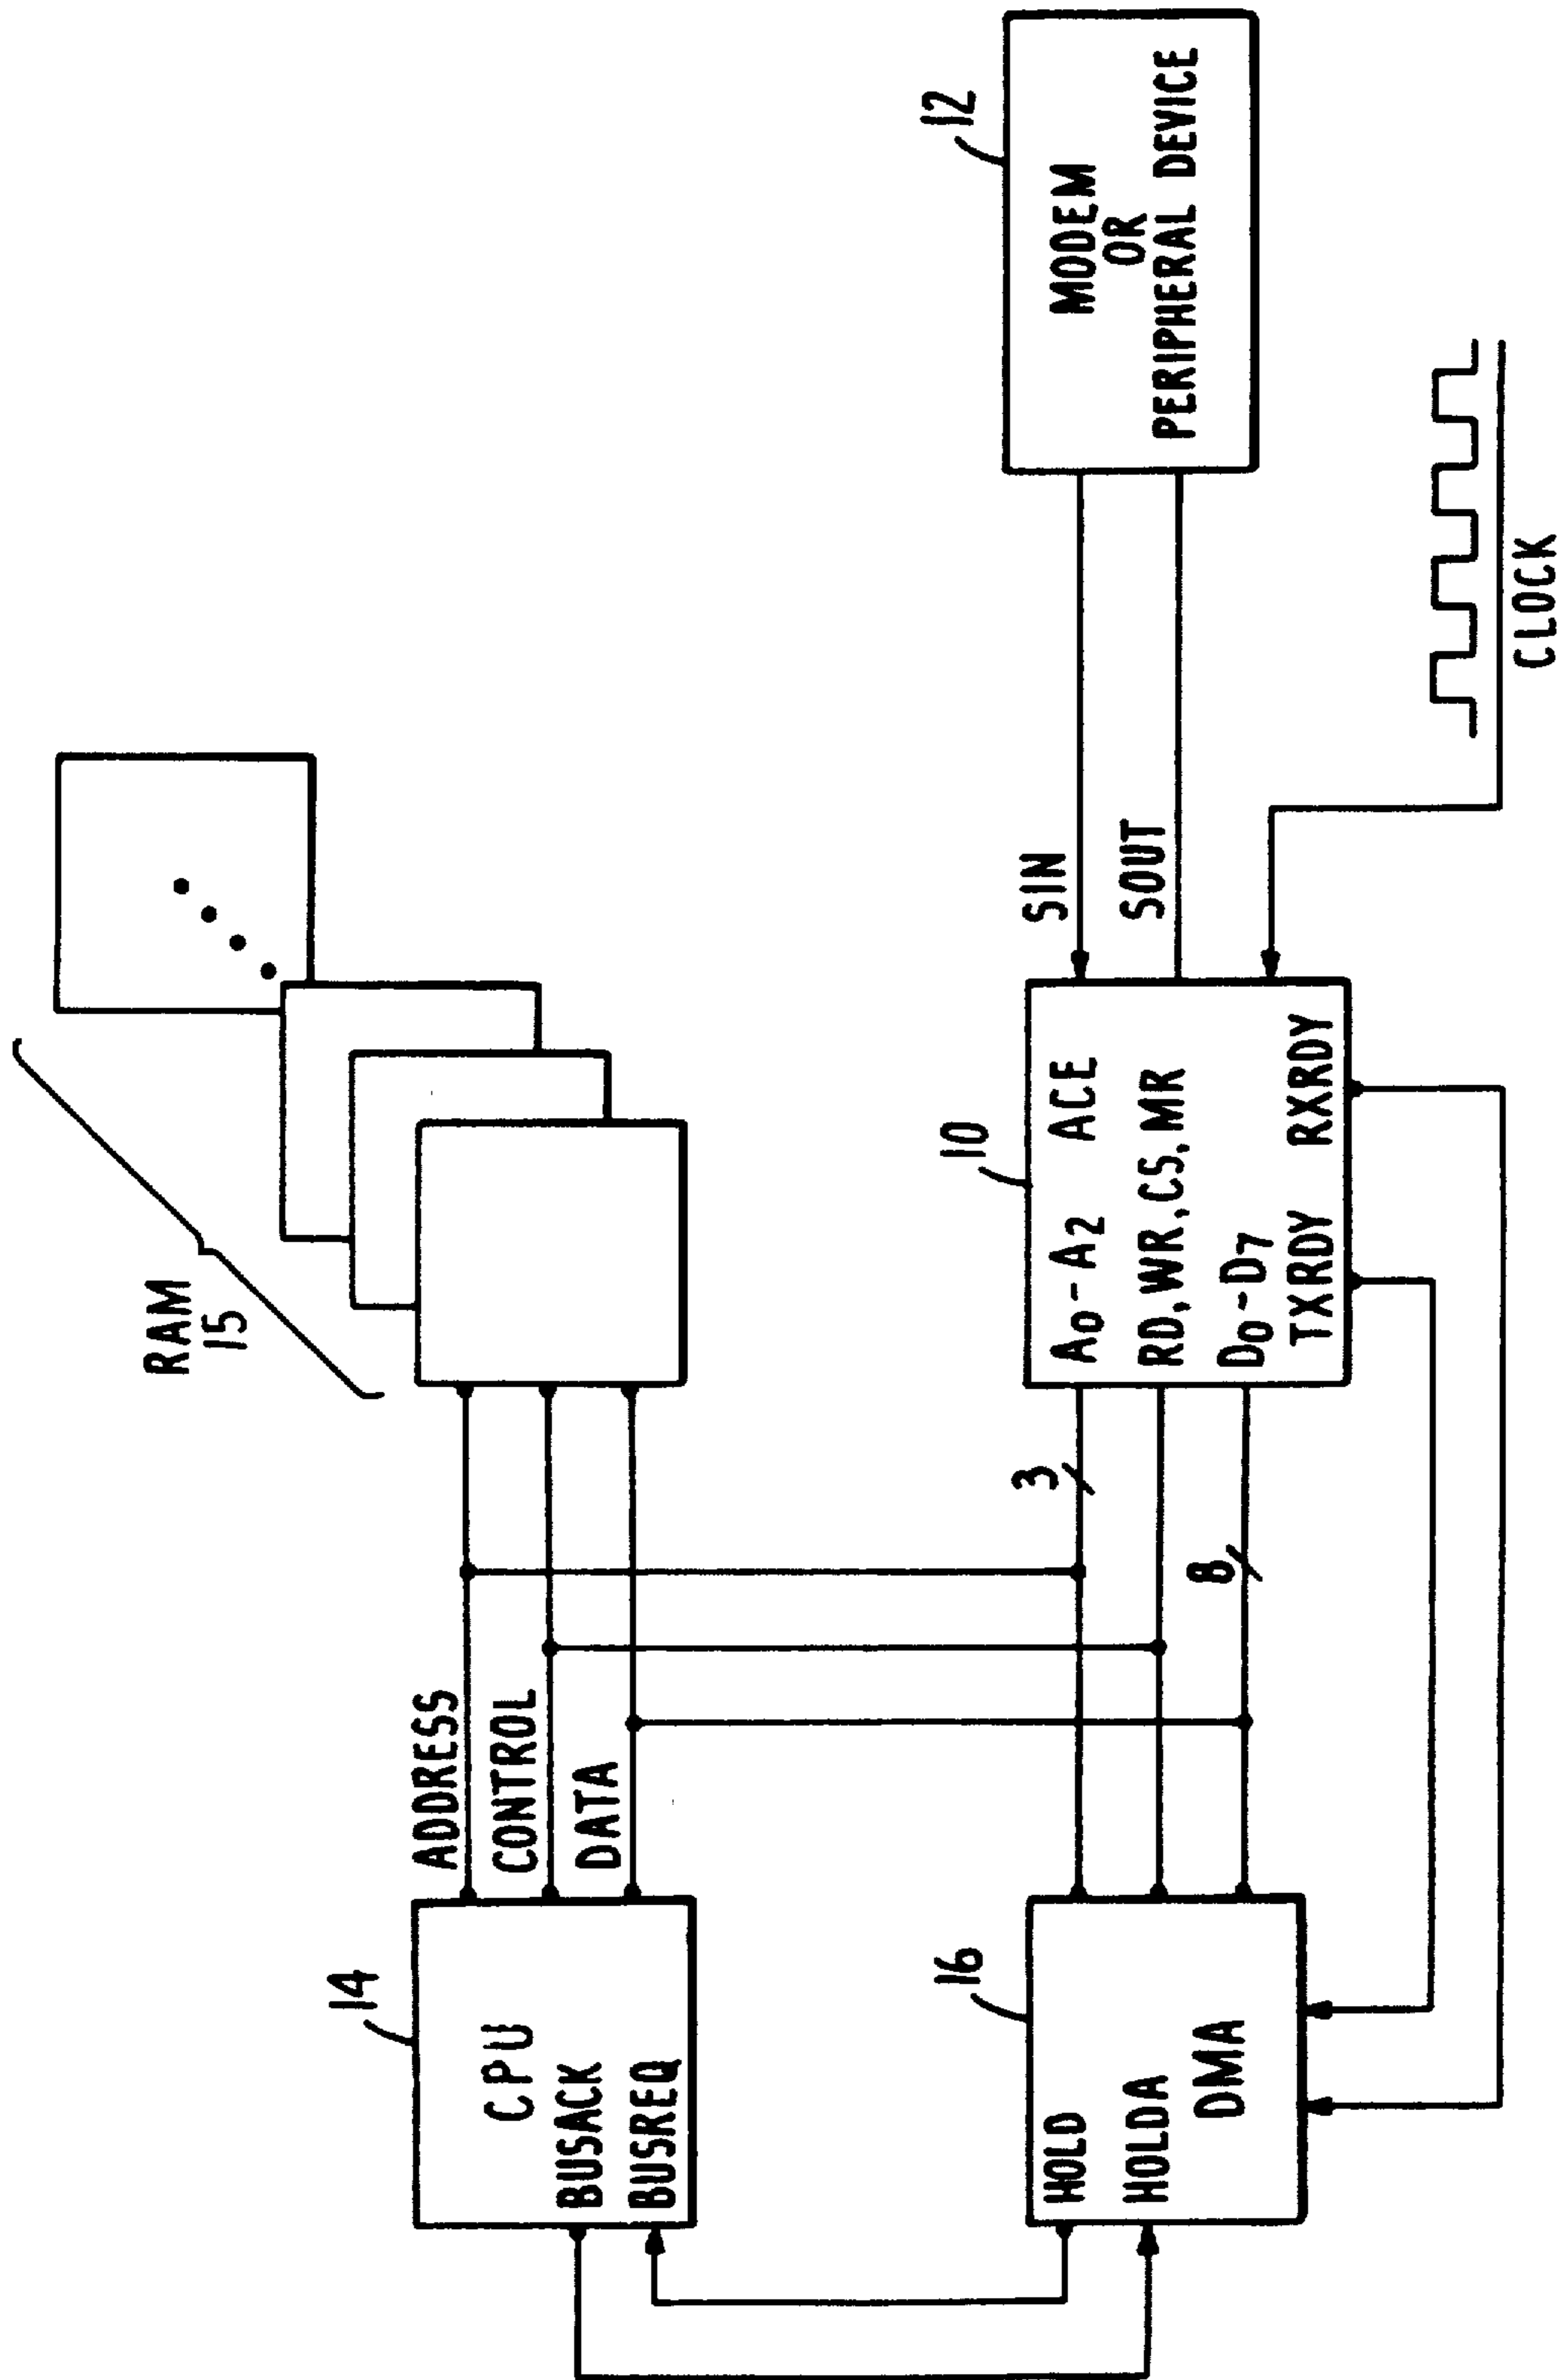 14
CPU
BUSACK
BUSREQ
ADDRESS
CONTROL
DATA
RAM
15
16
HOLD
HOLDA
DMA
3
8
10
A0-A2 ACE
RD,WR,CS,MR
D0-D7
TXRDY RXRDY
SIN
SOUT
12
MODEM
OR
PERIPHERAL DEVICE
CLOCK